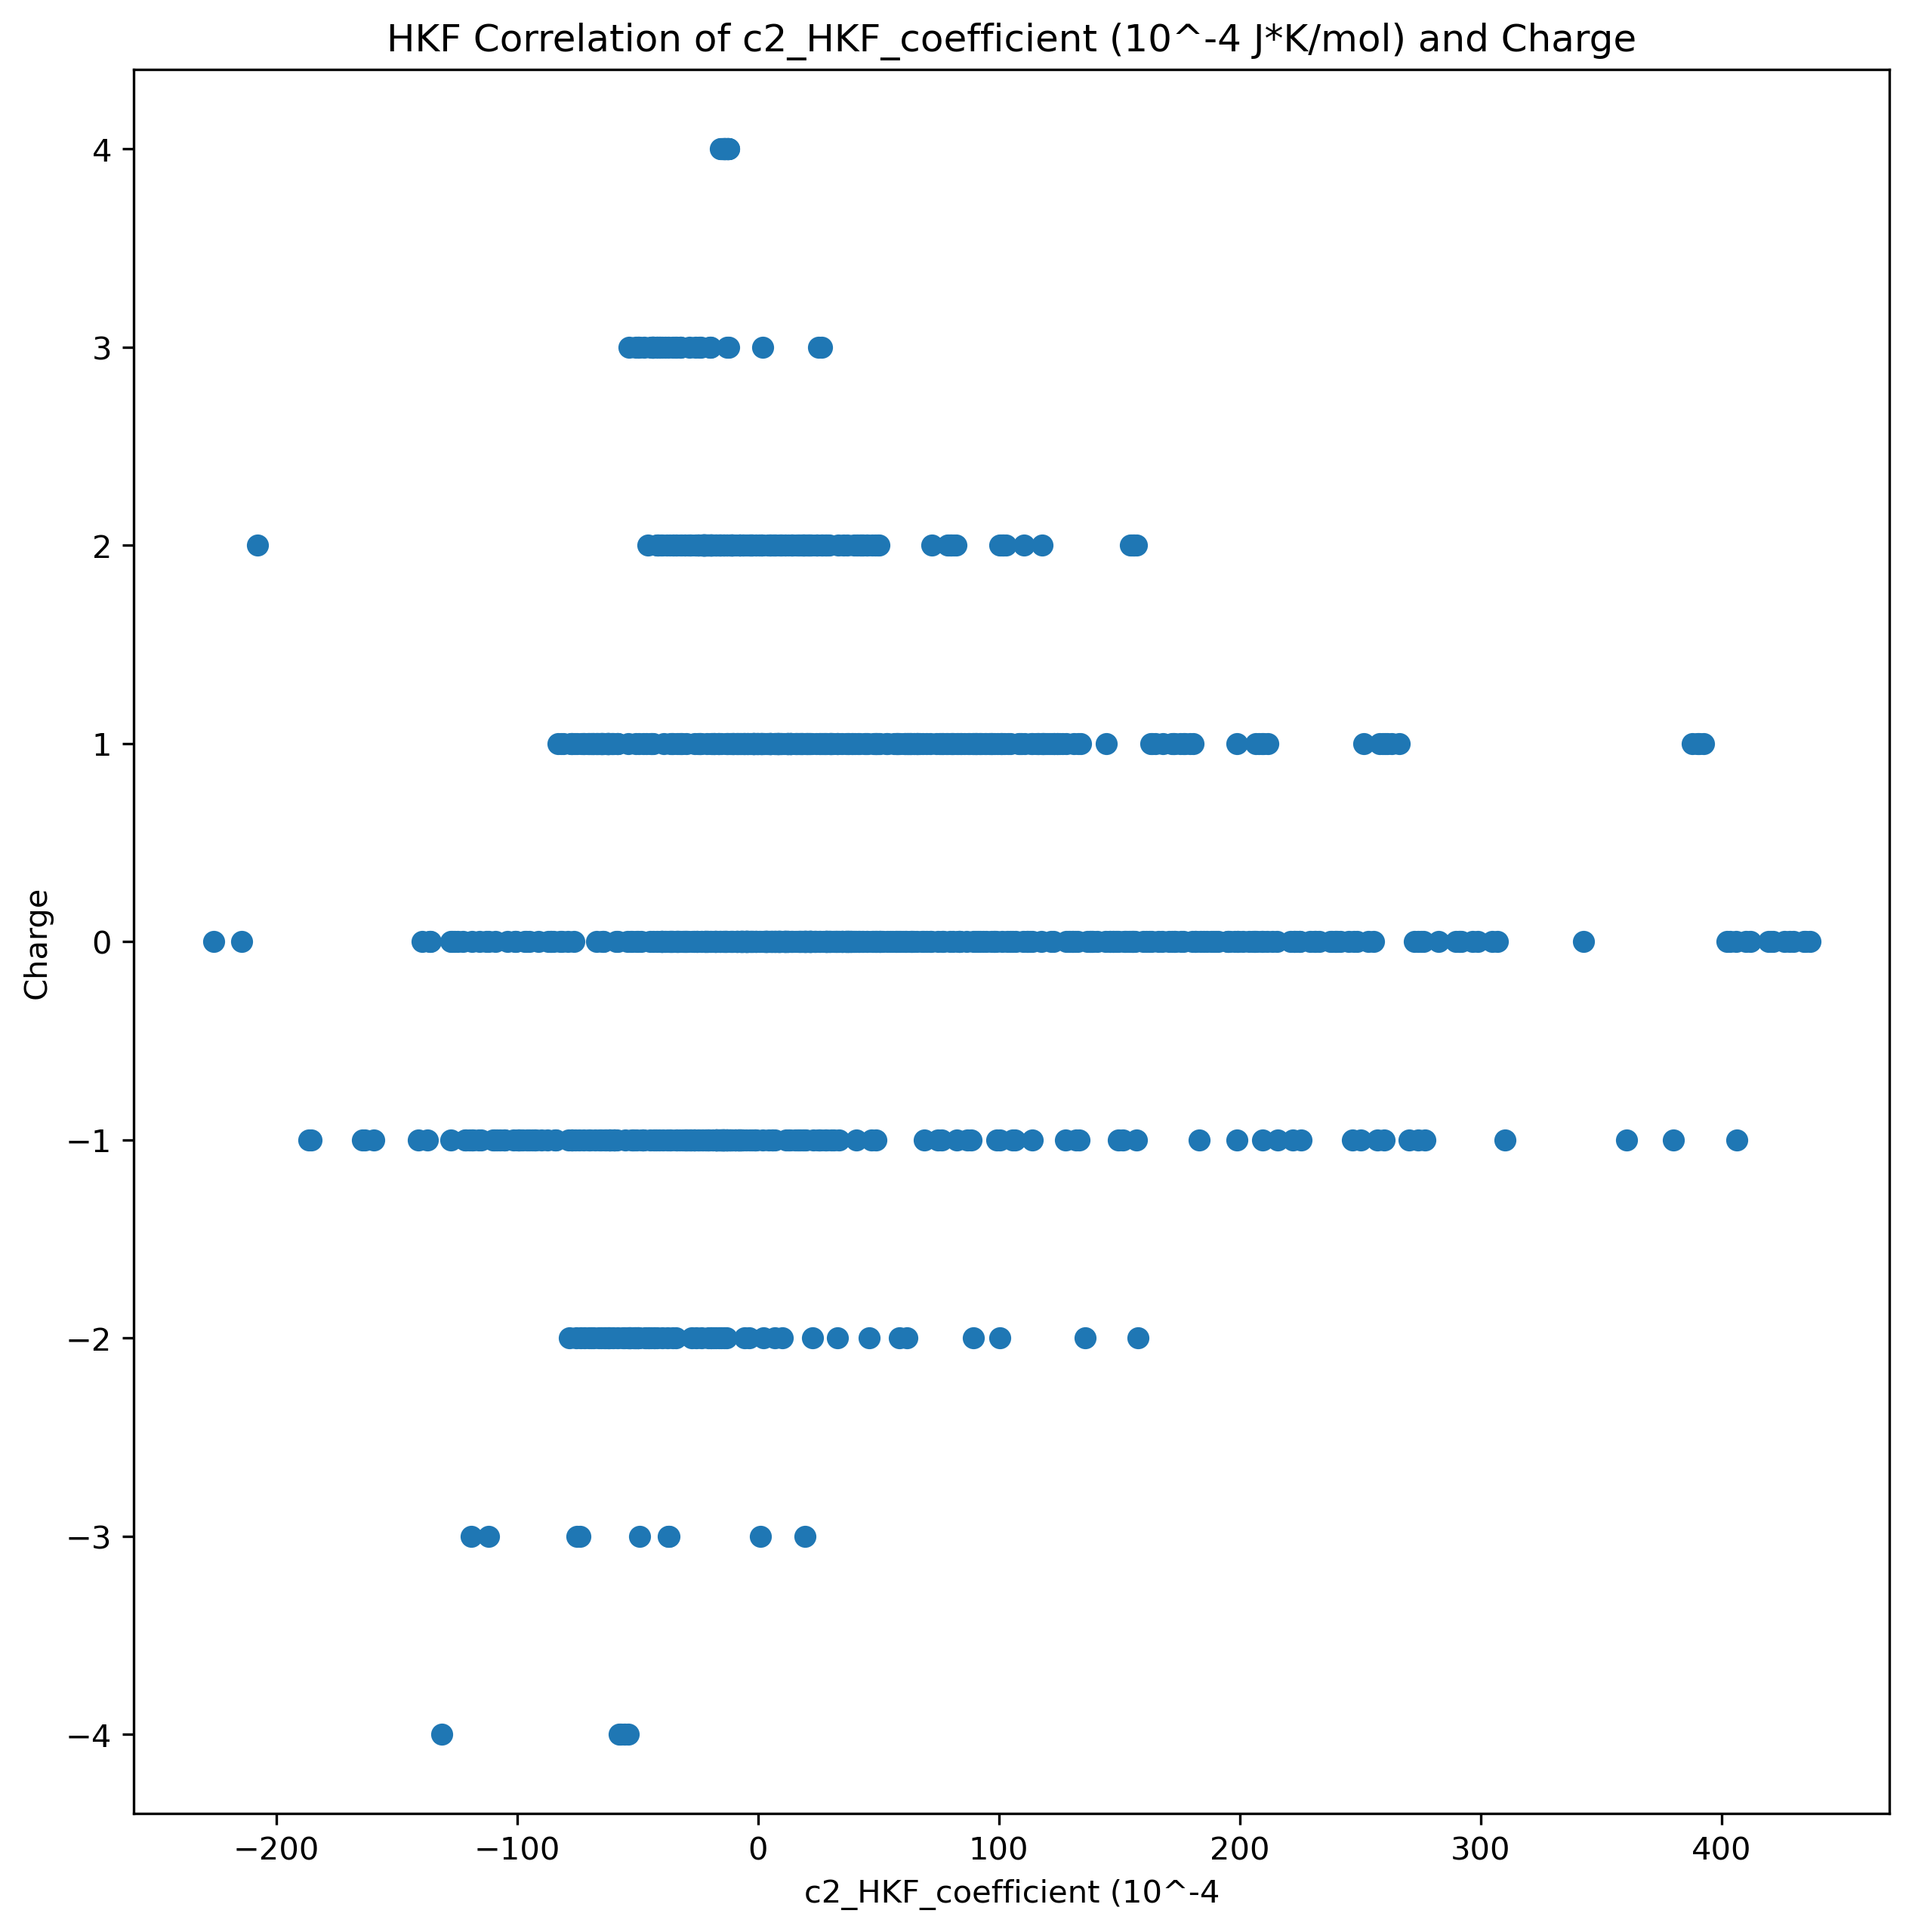 HKF Correlation of c2_HKF_coefficient (10^-4 J*K/mol) and Charge
4
3
2
1
0
−1
−2
−3
−4
Charge
−200 −100 0 100 200 300 400
c2_HKF_coefficient (10^-4